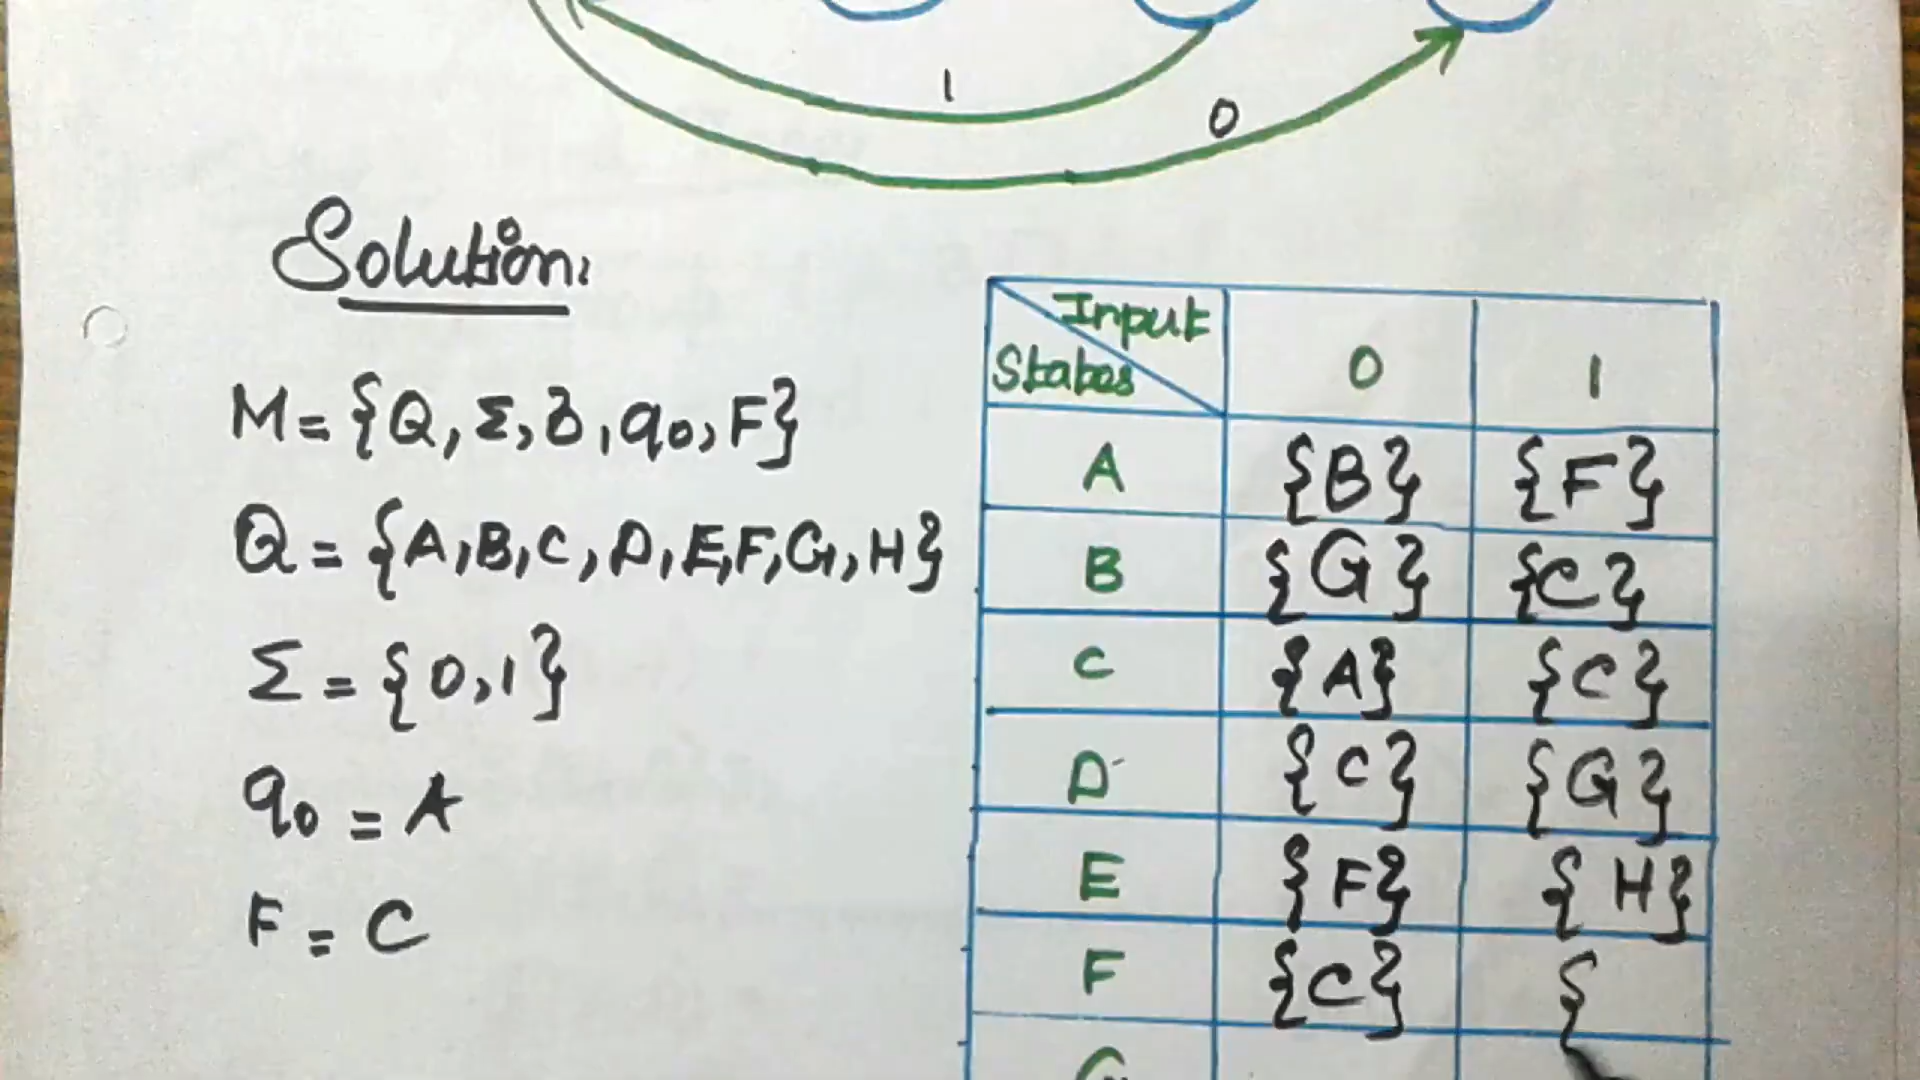 1
0
Solution:
M = {Q, Σ, δ, q0, F}
Q = {A, B, C, D, E, F, G, H}
Σ = {0, 1}
q0 = A
F = C
Input
States 0 1
A {B} {F}
B {G} {C}
C {A} {C}
D {C} {G}
E {F} {H}
F {C} {